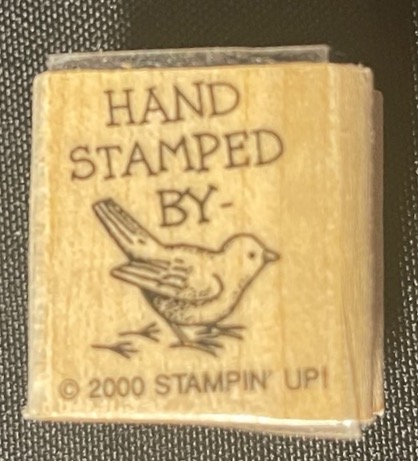 HAND
STAMPED
BY-
© 2000 STAMPIN' UP!